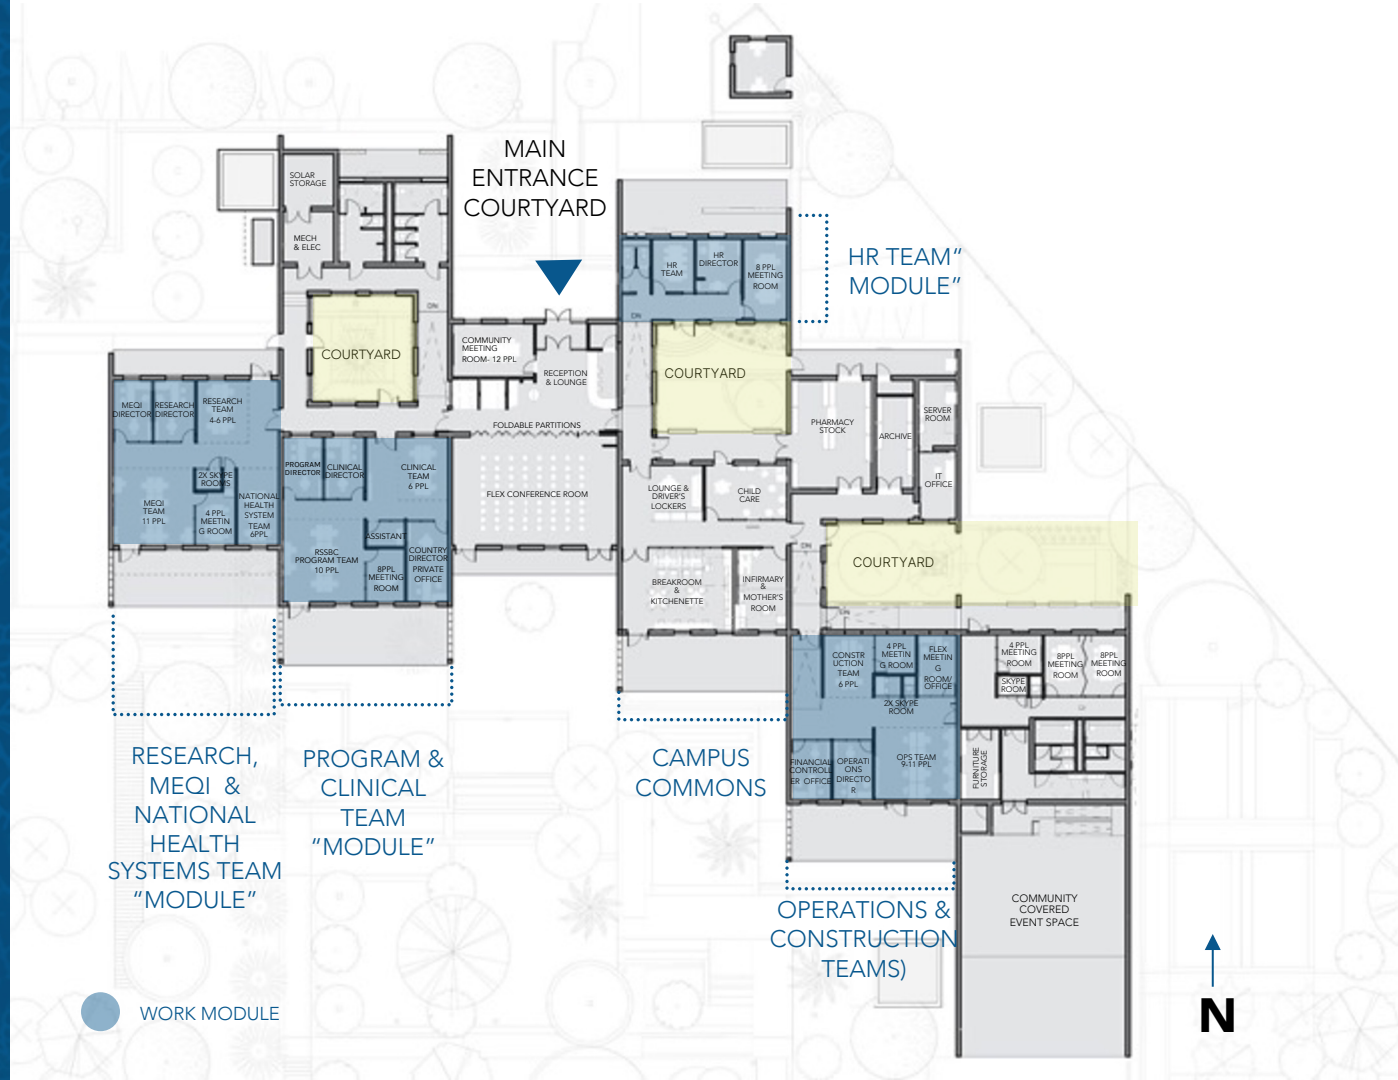 MAIN
ENTRANCE
COURTYARD
SOLAR
STORAGE
MECH
& ELEC
DN
COURTYARD
COMMUNITY
MEETING
ROOM- 12 PPL
RECEPTION
& LOUNGE
FOLDABLE PARTITIONS
FLEX CONFERENCE ROOM
HR
TEAM
HR
DIRECTOR
8 PPL
MEETING
ROOM
DN
HR TEAM“
MODULE”
COURTYARD
PHARMACY
STOCK
ARCHIVE
SERVER
ROOM
IT
OFFICE
MEQI
DIRECTOR
RESEARCH
DIRECTOR
RESEARCH
TEAM
4-6 PPL
2X SKYPE
ROOMS
MEQI
TEAM
11 PPL
4 PPL
MEETIN
G ROOM
NATIONAL
HEALTH
SYSTEM
TEAM
6PPL
PROGRAM
DIRECTOR
CLINICAL
DIRECTOR
CLINICAL
TEAM
6 PPL
ASSISTANT
RSSBC
PROGRAM TEAM
10 PPL
8PPL
MEETING
ROOM
COUNTRY
DIRECTOR
PRIVATE
OFFICE
LOUNGE &
DRIVER'S
LOCKERS
CHILD
CARE
BREAKROOM
&
KITCHENETTE
INFIRMARY
&
MOTHER'S
ROOM
DN
COURTYARD
DN
CONSTR
UCTION
TEAM
6 PPL
4 PPL
MEETIN
G ROOM
FLEX
MEETIN
G
ROOM/
OFFICE
2X SKYPE
ROOM
FINANCIAL
CONTROLL
ER OFFICE
OPERATI
ONS
DIRECTO
R
OPS TEAM
9-11 PPL
4 PPL
MEETING
ROOM
SKYPE
ROOM
8PPL
MEETING
ROOM
8PPL
MEETING
ROOM
FURNITURE
STORAGE
COMMUNITY
COVERED
EVENT SPACE
RESEARCH,
MEQI &
NATIONAL
HEALTH
SYSTEMS TEAM
“MODULE”
PROGRAM &
CLINICAL
TEAM
“MODULE”
CAMPUS
COMMONS
OPERATIONS &
CONSTRUCTION
TEAMS)
WORK MODULE
N